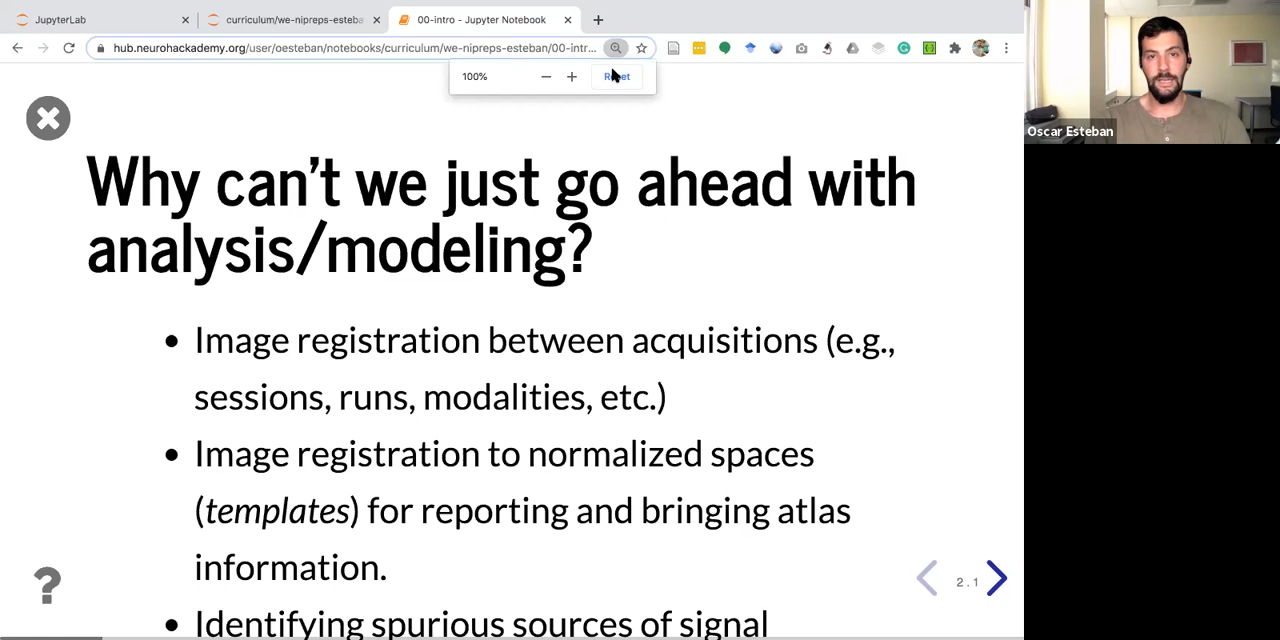 JupyterLab
curriculum/we-nipreps-esteba
00-intro - Jupyter Notebook
hub.neurohackademy.org/user/oesteban/notebooks/curriculum/we-nipreps-esteban/00-intr...
100%
Reset
Oscar Esteban
Why can't we just go ahead with
analysis/modeling?
• Image registration between acquisitions (e.g.,
sessions, runs, modalities, etc.)
• Image registration to normalized spaces
(templates) for reporting and bringing atlas
information.
• Identifying spurious sources of signal
2.1